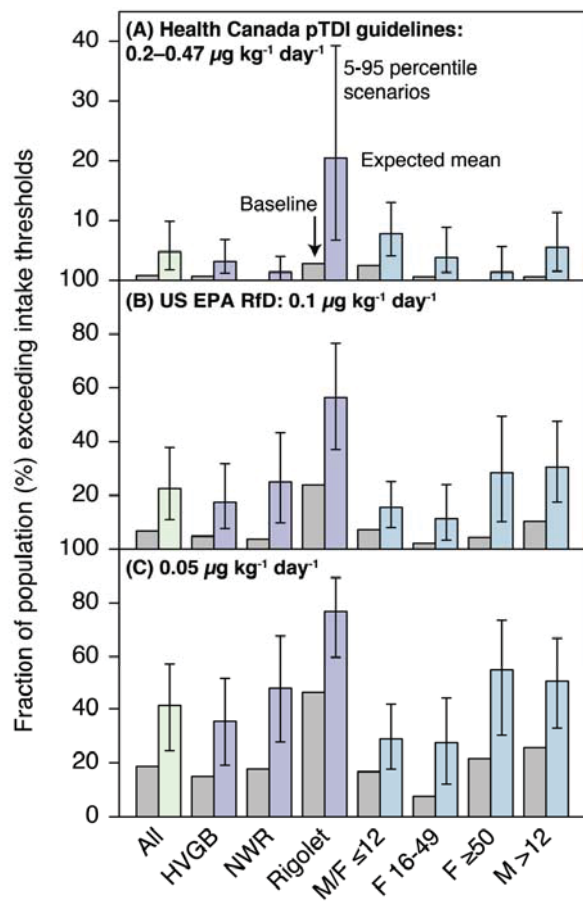 (A) Health Canada pTDI guidelines:
0.2–0.47 µg kg⁻¹ day⁻¹
5-95 percentile
scenarios
Expected mean
Baseline
40
30
20
10
100
(B) US EPA RfD: 0.1 µg kg⁻¹ day⁻¹
80
60
40
20
100
(C) 0.05 µg kg⁻¹ day⁻¹
80
60
40
20
0
Fraction of population (%) exceeding intake thresholds
All
HVGB
NWR
Rigolet
M/F ≤12
F 16-49
F ≥50
M >12